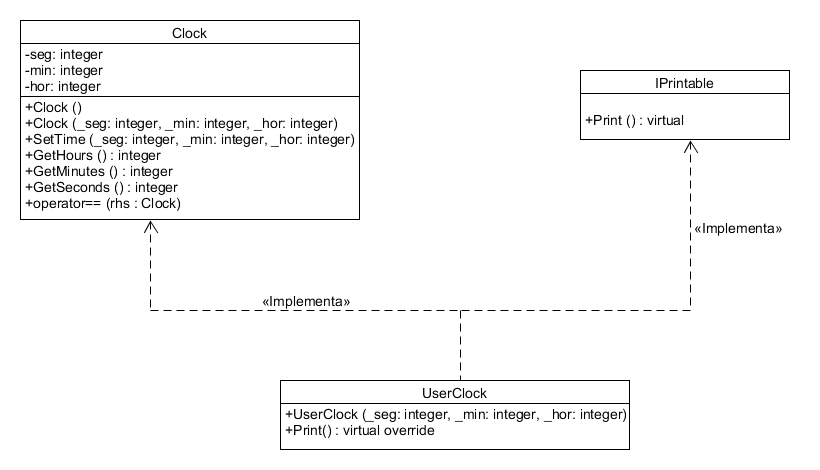 Clock
-seg: integer
-min: integer
-hor: integer
+Clock ()
+Clock (_seg: integer, _min: integer, _hor: integer)
+SetTime (_seg: integer, _min: integer, _hor: integer)
+GetHours () : integer
+GetMinutes () : integer
+GetSeconds () : integer
+operator== (rhs : Clock)
IPrintable
+Print () : virtual
«Implementa»
«Implementa»
UserClock
+UserClock (_seg: integer, _min: integer, _hor: integer)
+Print() : virtual override